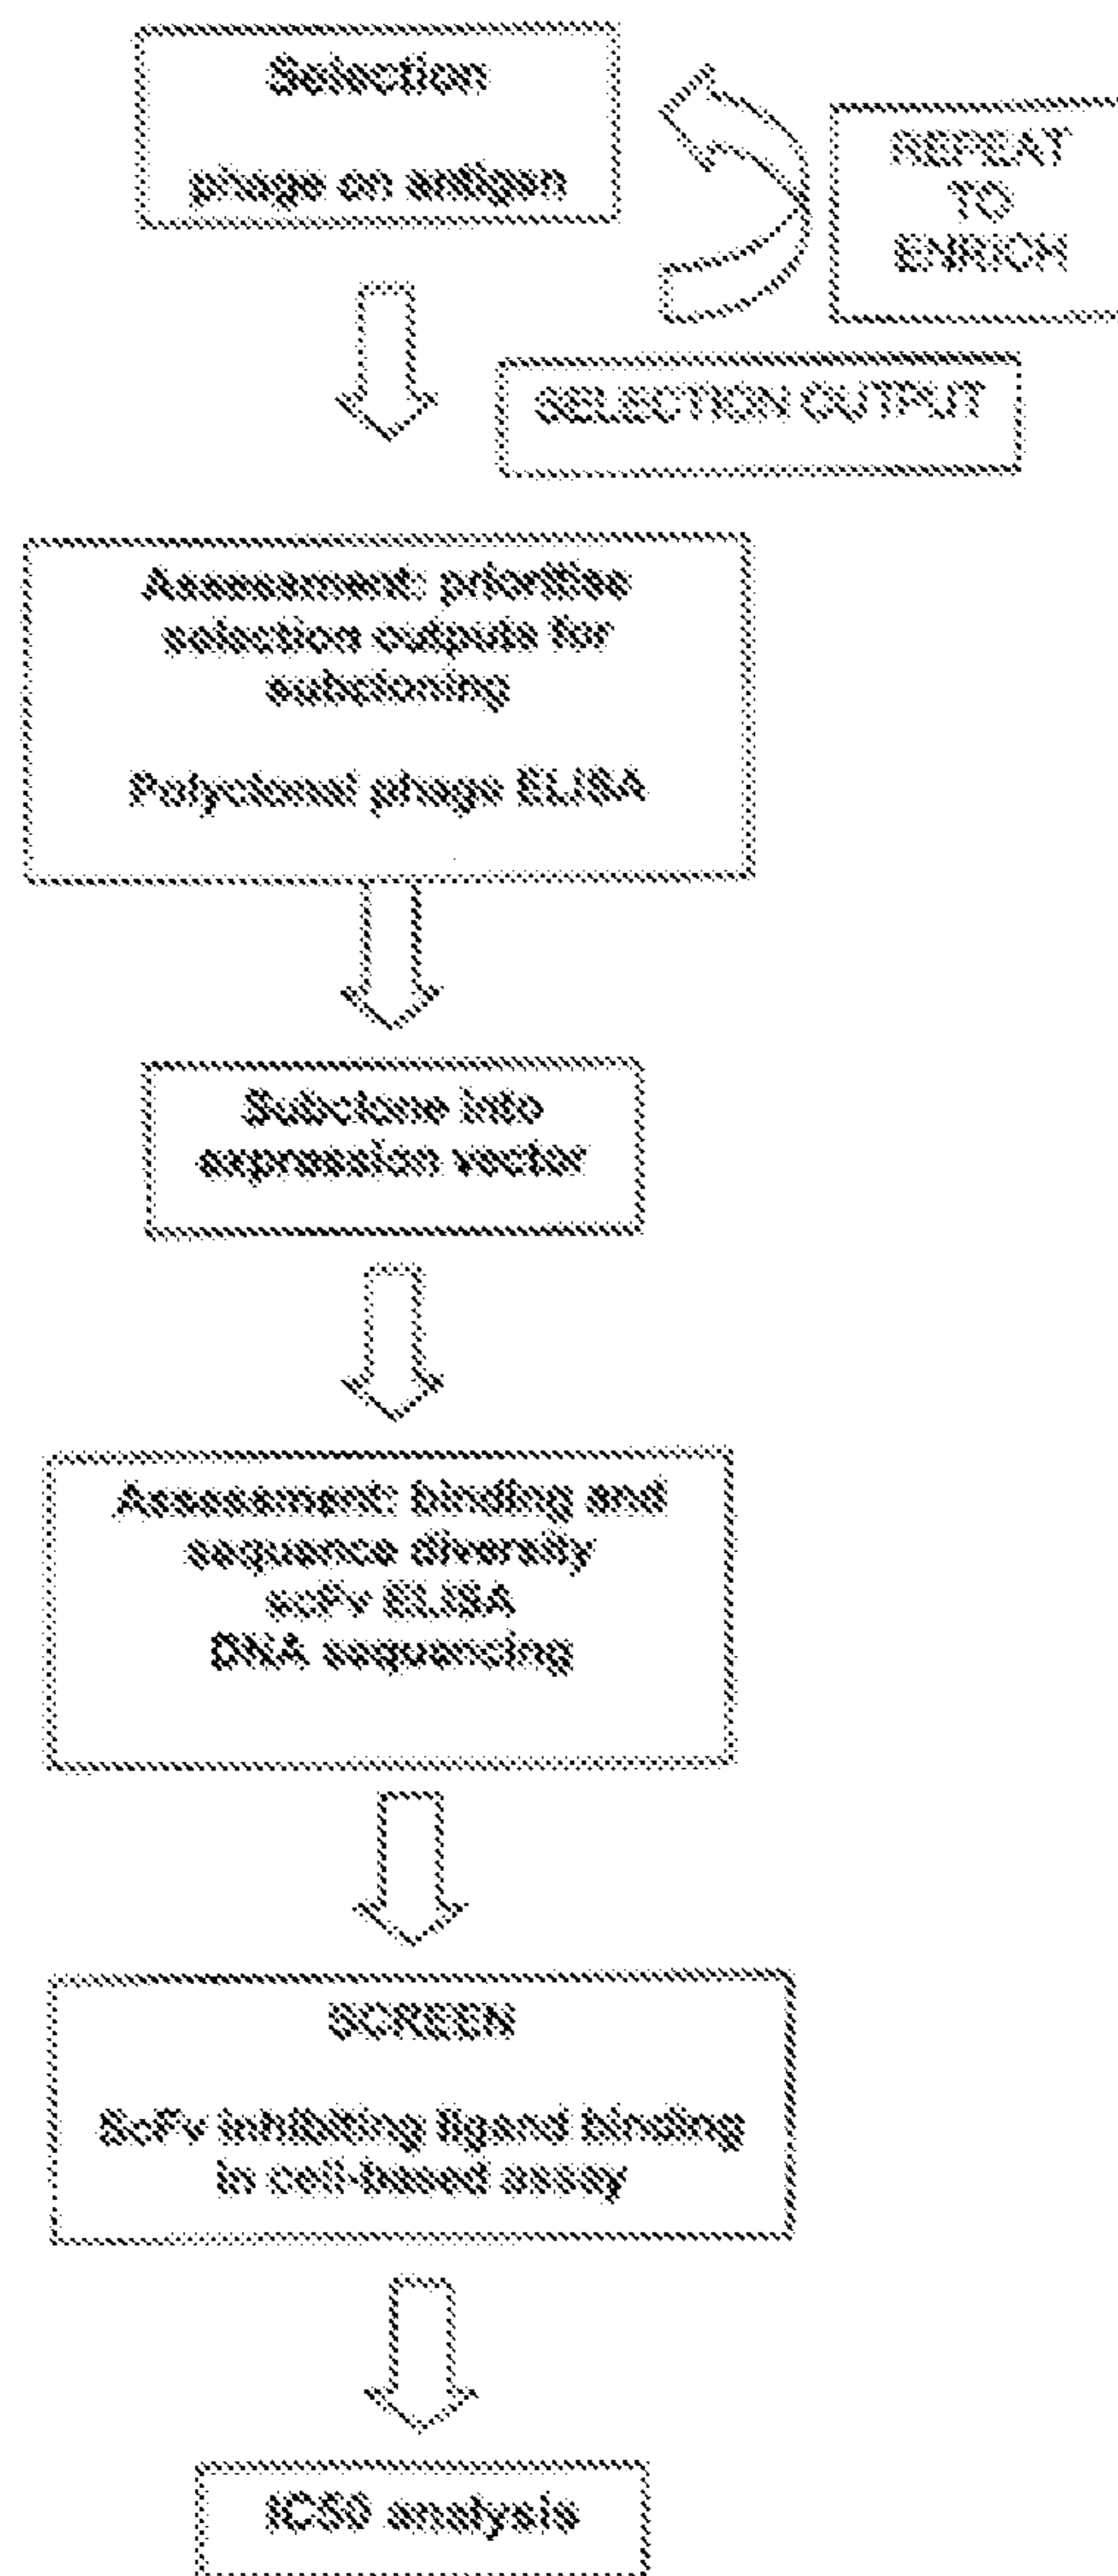 Selection
phage on antigen
REPEAT
TO
ENRICH
SELECTION OUTPUT
Assessment: prioritise
selection outputs for
subcloning
Polyclonal phage ELISA
Subclone into
expression vector
Assessment: binding and
sequence diversity
scFv ELISA
DNA sequencing
SCREEN
ScFv inhibiting ligand binding
in cell-based assay
IC50 analysis